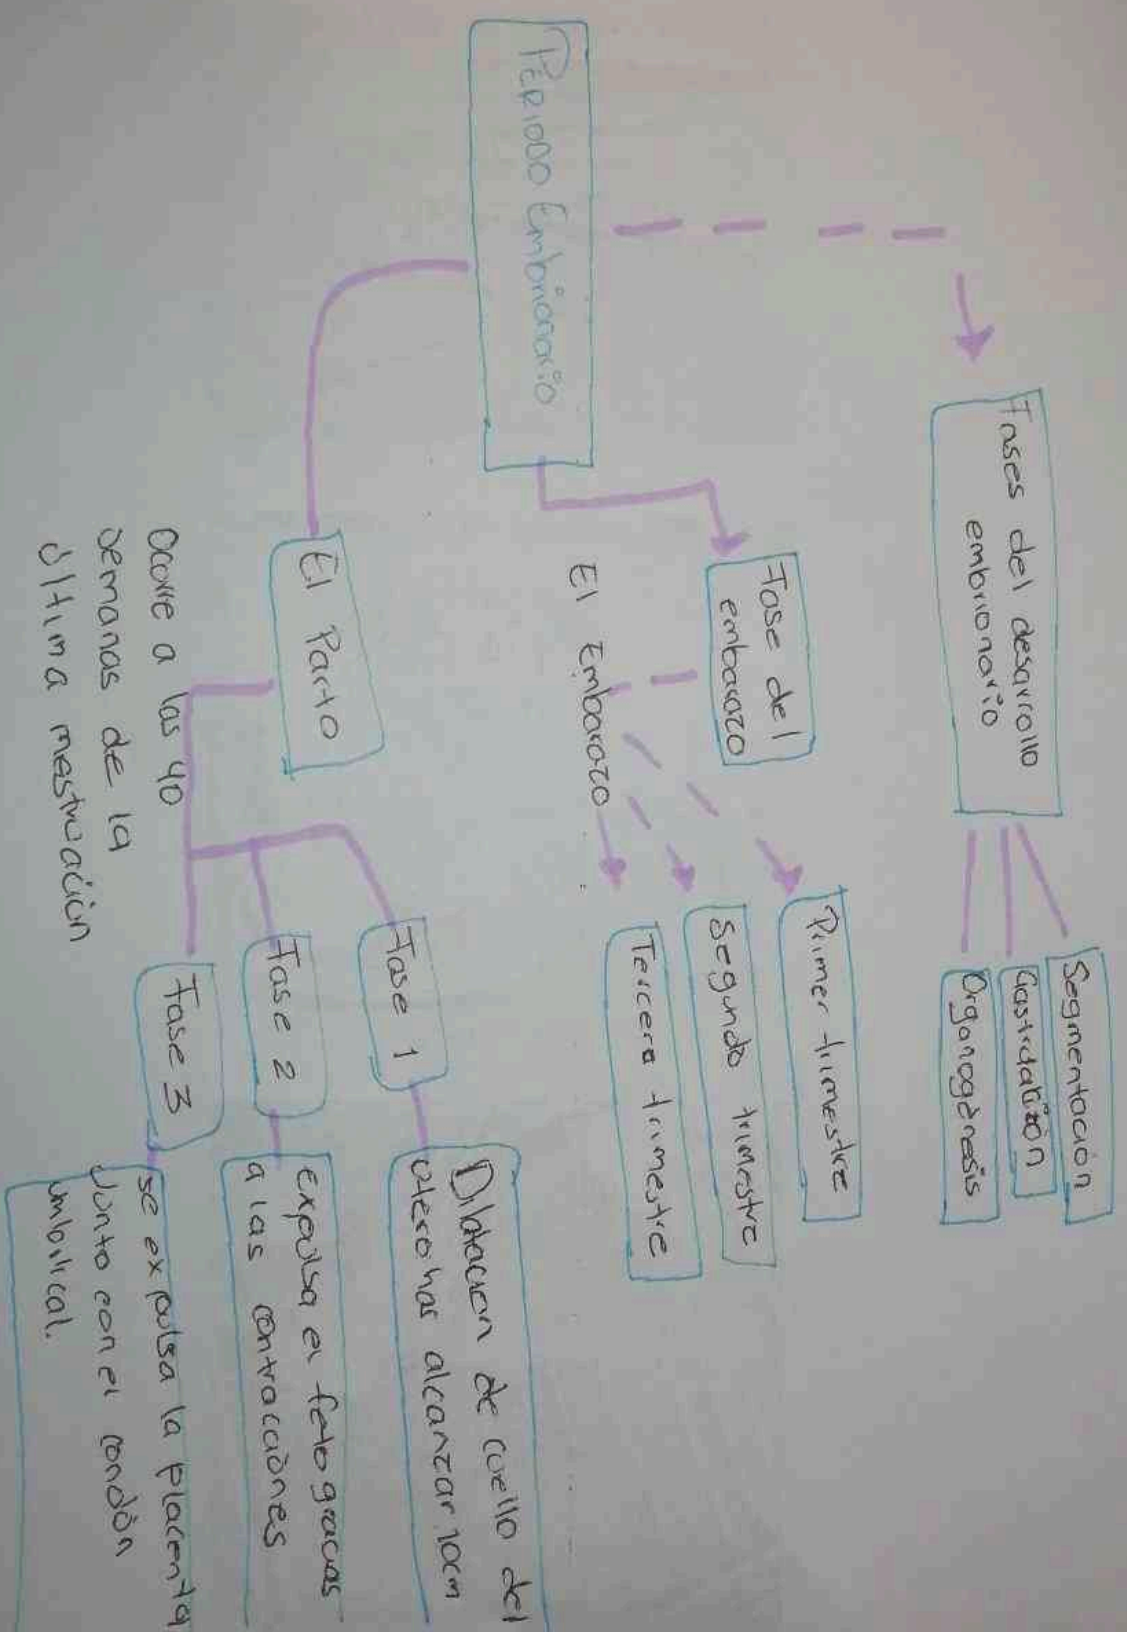 PERIODO Embrionario
Fases del desarrollo
embrionario
Segmentación
Gastrulación
Organogénesis
Fase del
embarazo
El Embarazo
Primer trimestre
Segundo trimestre
Tercera trimestre
El Parto
Ocurre a las 40
semanas de la
última mestruación
Fase 1
Dilatacion de cuello del
utero has alcanzar 10cm
Fase 2
expulsa el feto gracias
a las contracciones
Fase 3
se expulsa la placenta
Junto con el condón
umbilical.